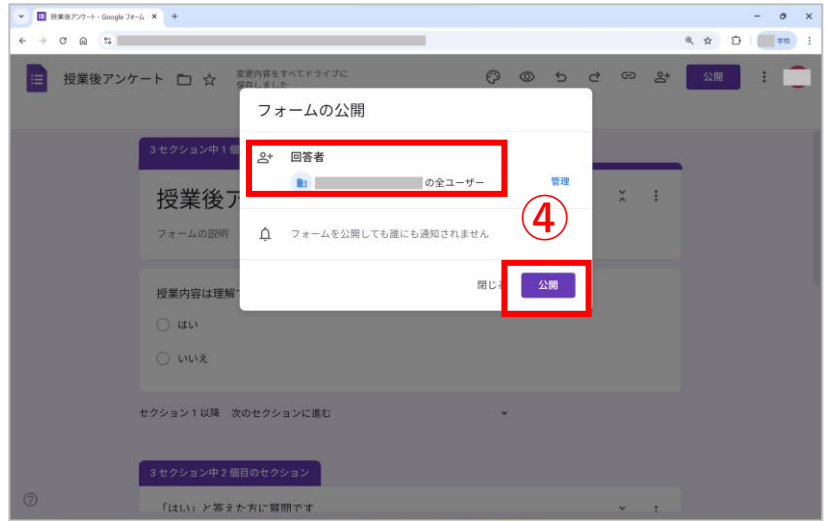 授業後アンケート - Google フォーム
学校
授業後アンケート
変更内容をすべてドライブに
保存しました
公開
フォームの公開
3 セクション中 1 個
回答者
の全ユーザー
管理
授業後ア
④
フォームの説明
フォームを公開しても誰にも通知されません
閉じ
公開
授業内容は理解
はい
いいえ
セクション 1 以降 次のセクションに進む
3 セクション中 2 個目のセクション
「はい」と答えた方に質問です